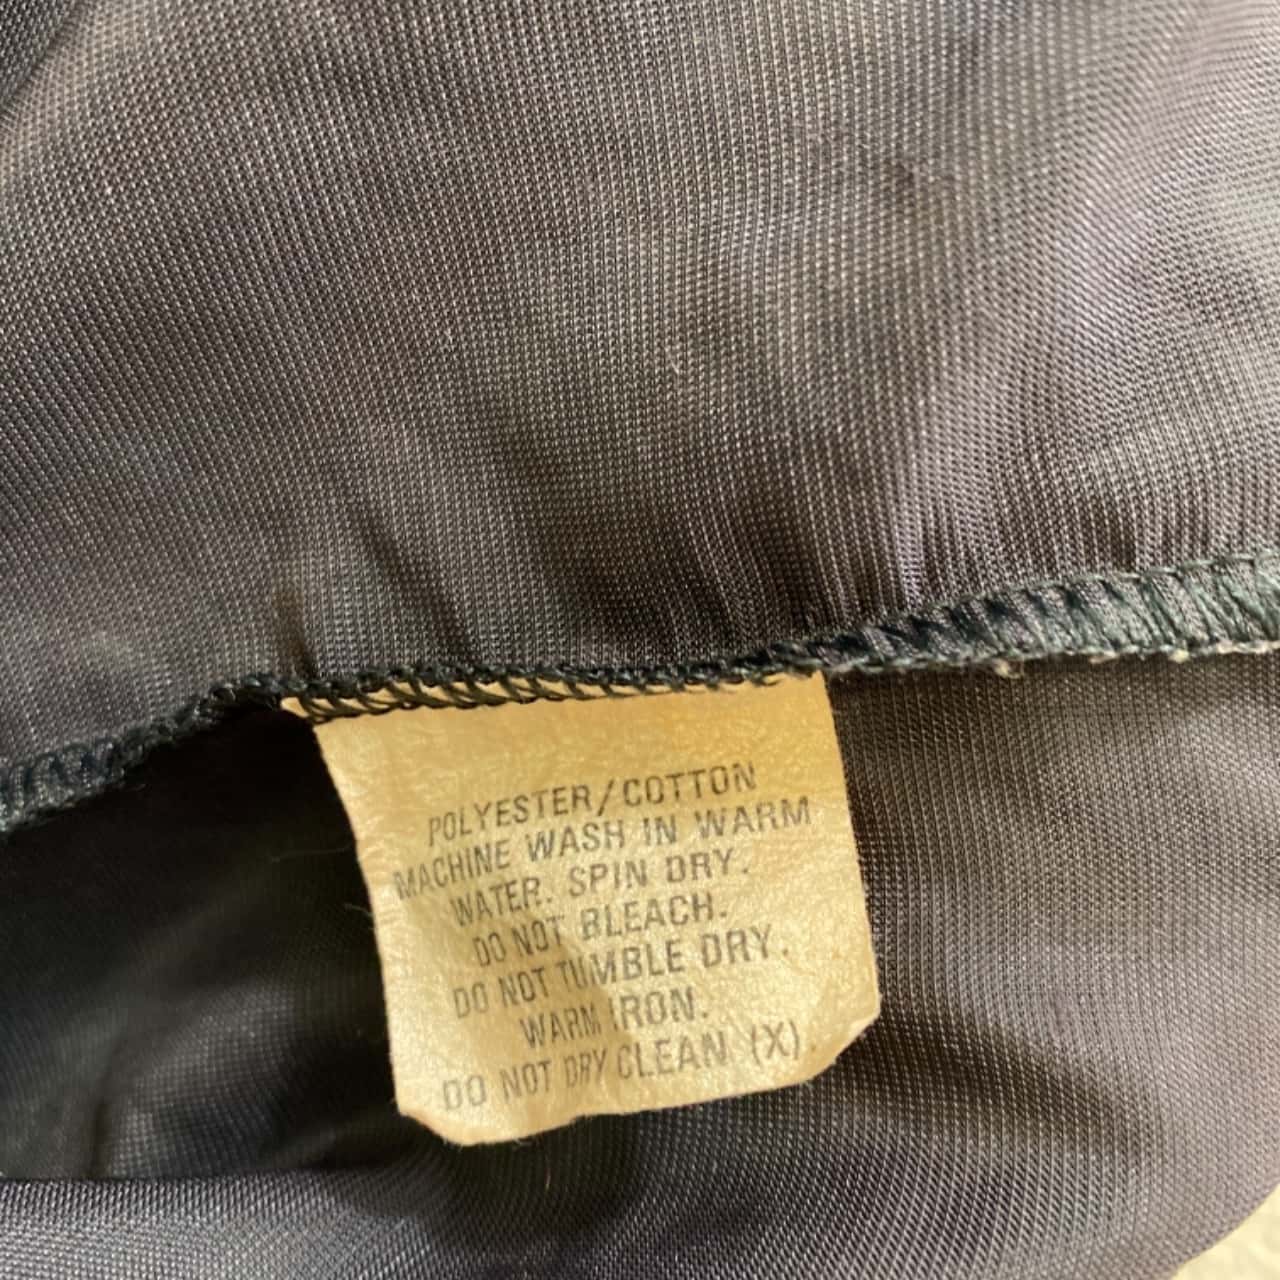 POLYESTER/COTTON
MACHINE WASH IN WARM
WATER. SPIN DRY.
DO NOT BLEACH.
DO NOT TUMBLE DRY.
WARM IRON.
DO NOT DRY CLEAN (X).